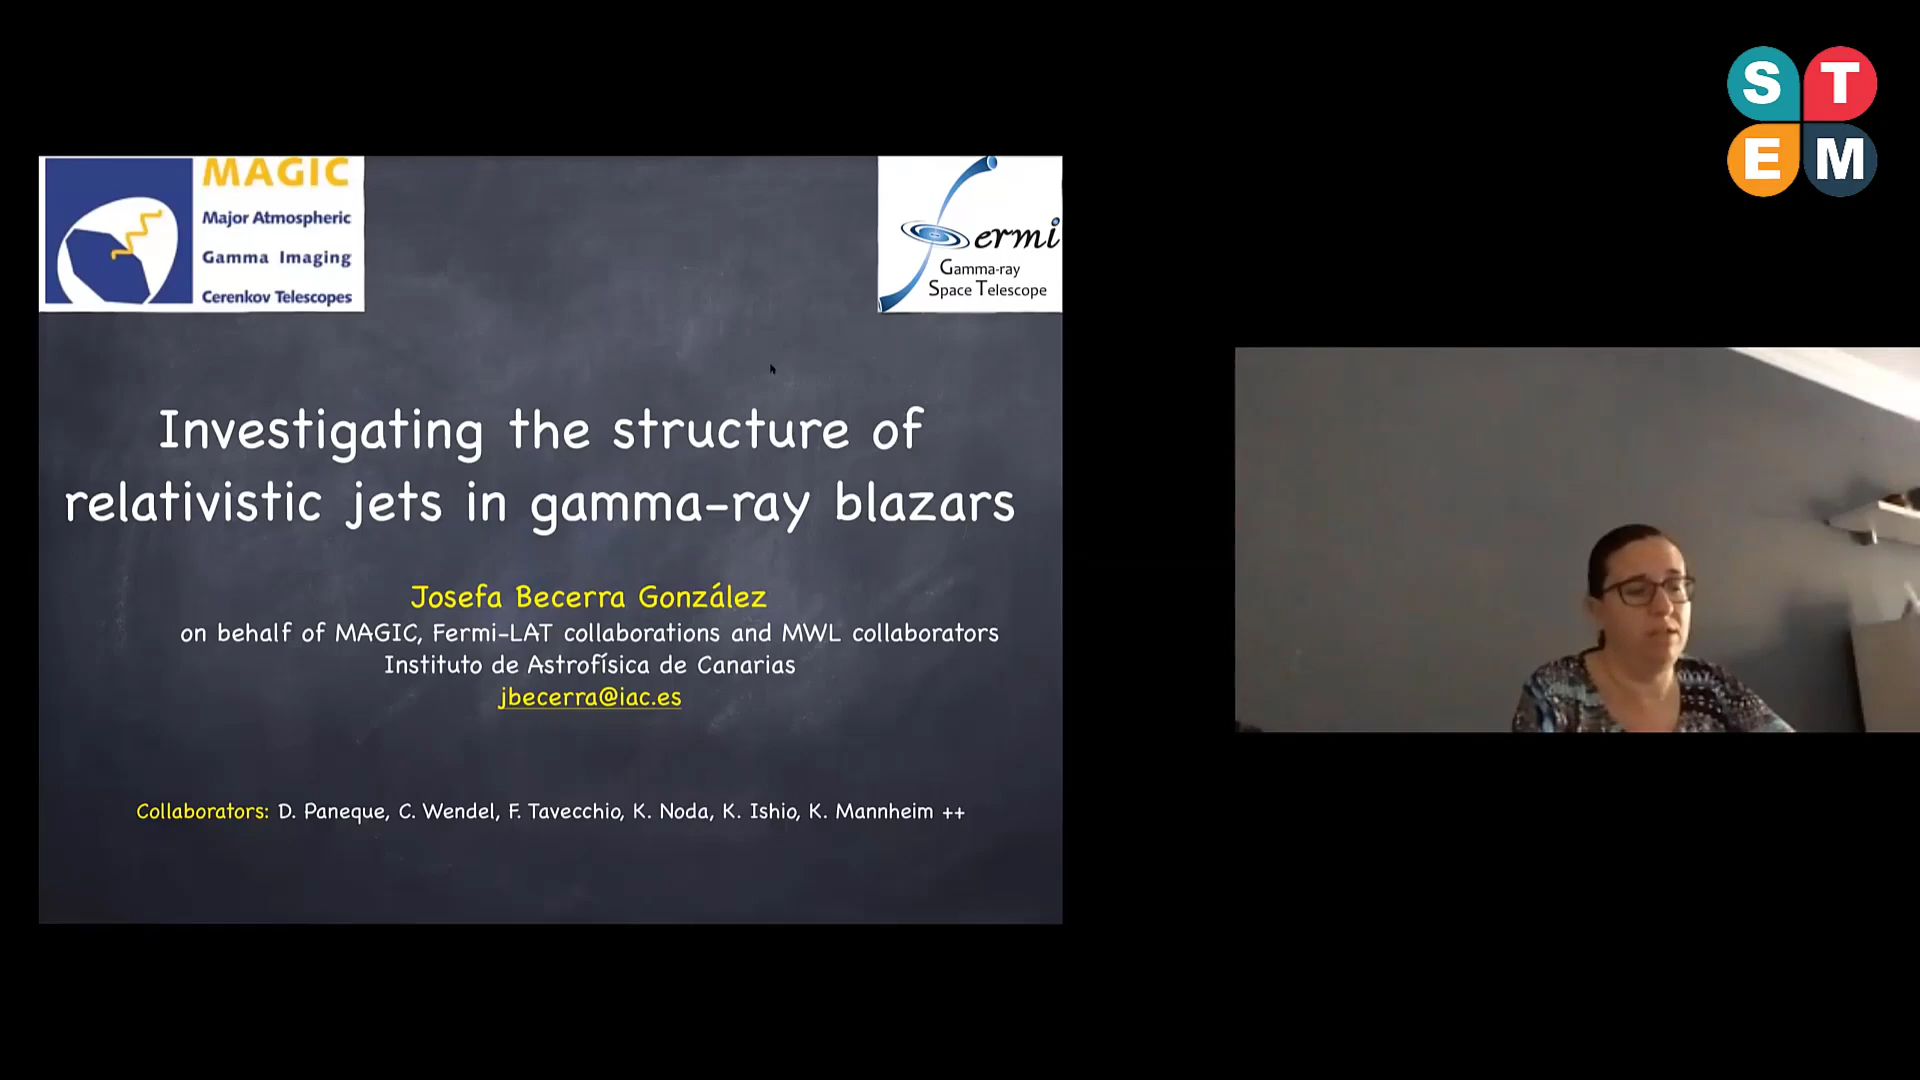 MAGIC
Major Atmospheric
Gamma Imaging
Cerenkov Telescopes
Fermi
Gamma-ray
Space Telescope
Investigating the structure of
relativistic jets in gamma-ray blazars
Josefa Becerra González
on behalf of MAGIC, Fermi-LAT collaborations and MWL collaborators
Instituto de Astrofísica de Canarias
jbecerra@iac.es
Collaborators: D. Paneque, C. Wendel, F. Tavecchio, K. Noda, K. Ishio, K. Mannheim ++
ST
EM